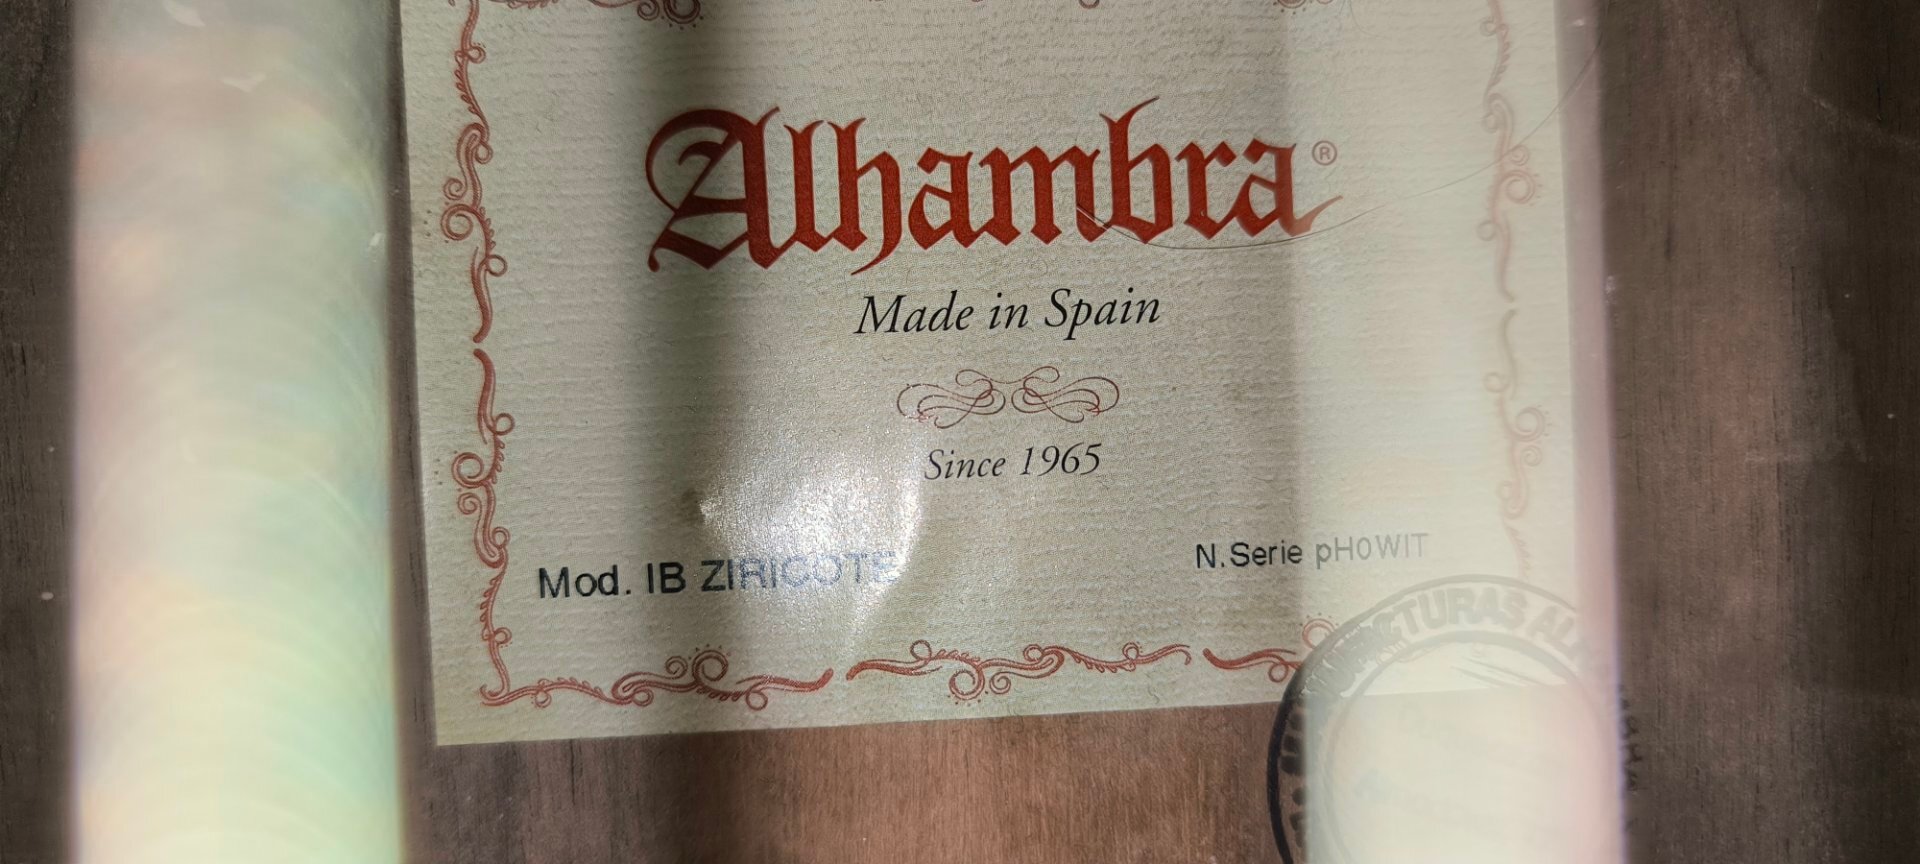 Alhambra®
Made in Spain
Since 1965
Mod. IB ZIRICOTE
N.Serie pH0WIT